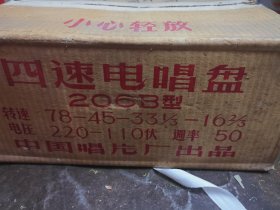 小心轻放
四速电唱盘
206B型
转速 78-45-33⅓-16⅔
电压 220-110伏 週率 50
中国唱片厂出品